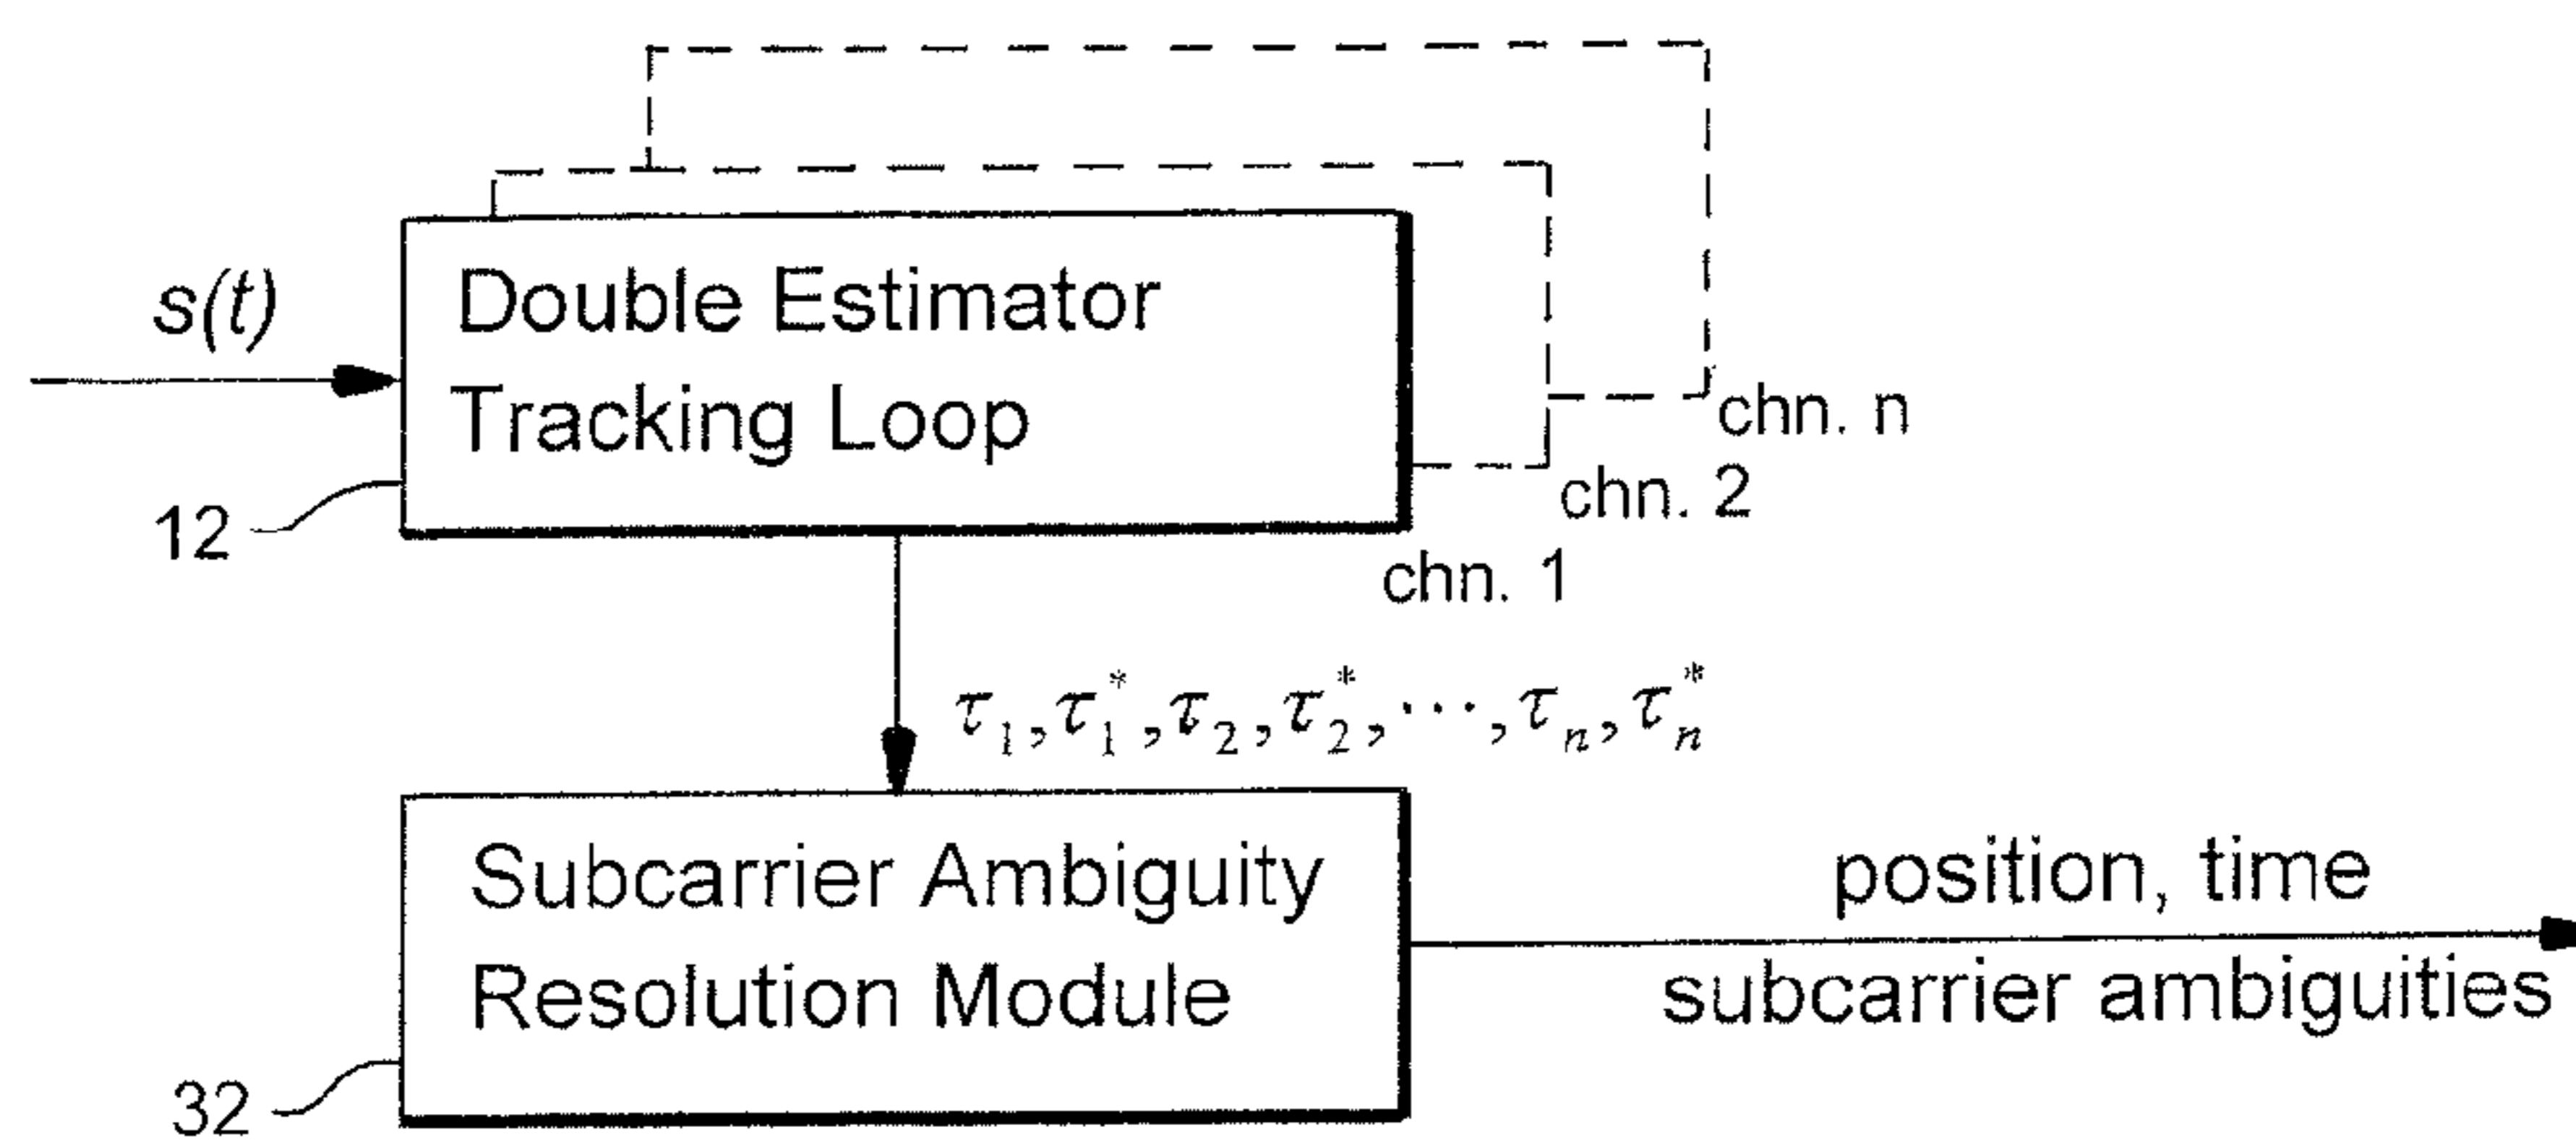 s(t)
Double Estimator
Tracking Loop
12
chn. n
chn. 2
chn. 1
τ₁,τ₁*,τ₂,τ₂*,⋯,τₙ,τₙ*
Subcarrier Ambiguity
Resolution Module
32
position, time
subcarrier ambiguities